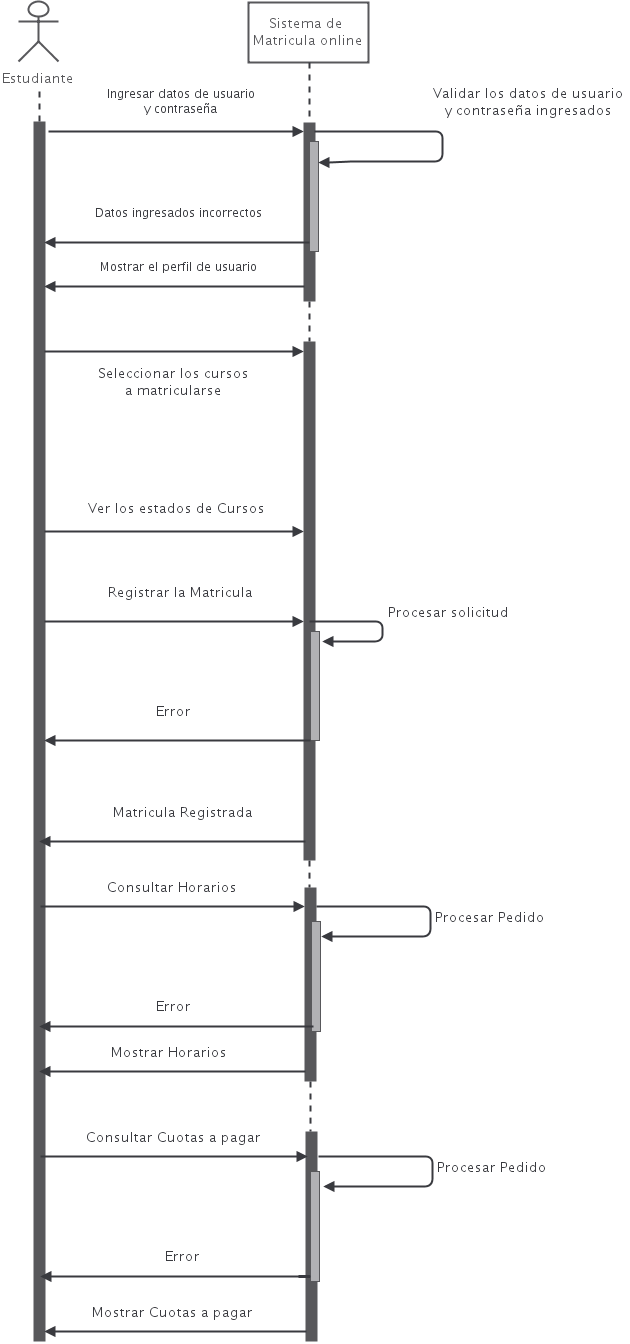 Sistema de
Matricula online
Estudiante
Ingresar datos de usuario
y contraseña
Validar los datos de usuario
y contraseña ingresados
Datos ingresados incorrectos
Mostrar el perfil de usuario
Seleccionar los cursos
a matricularse
Ver los estados de Cursos
Registrar la Matricula
Procesar solicitud
Error
Matricula Registrada
Consultar Horarios
Procesar Pedido
Error
Mostrar Horarios
Consultar Cuotas a pagar
Procesar Pedido
Error
Mostrar Cuotas a pagar